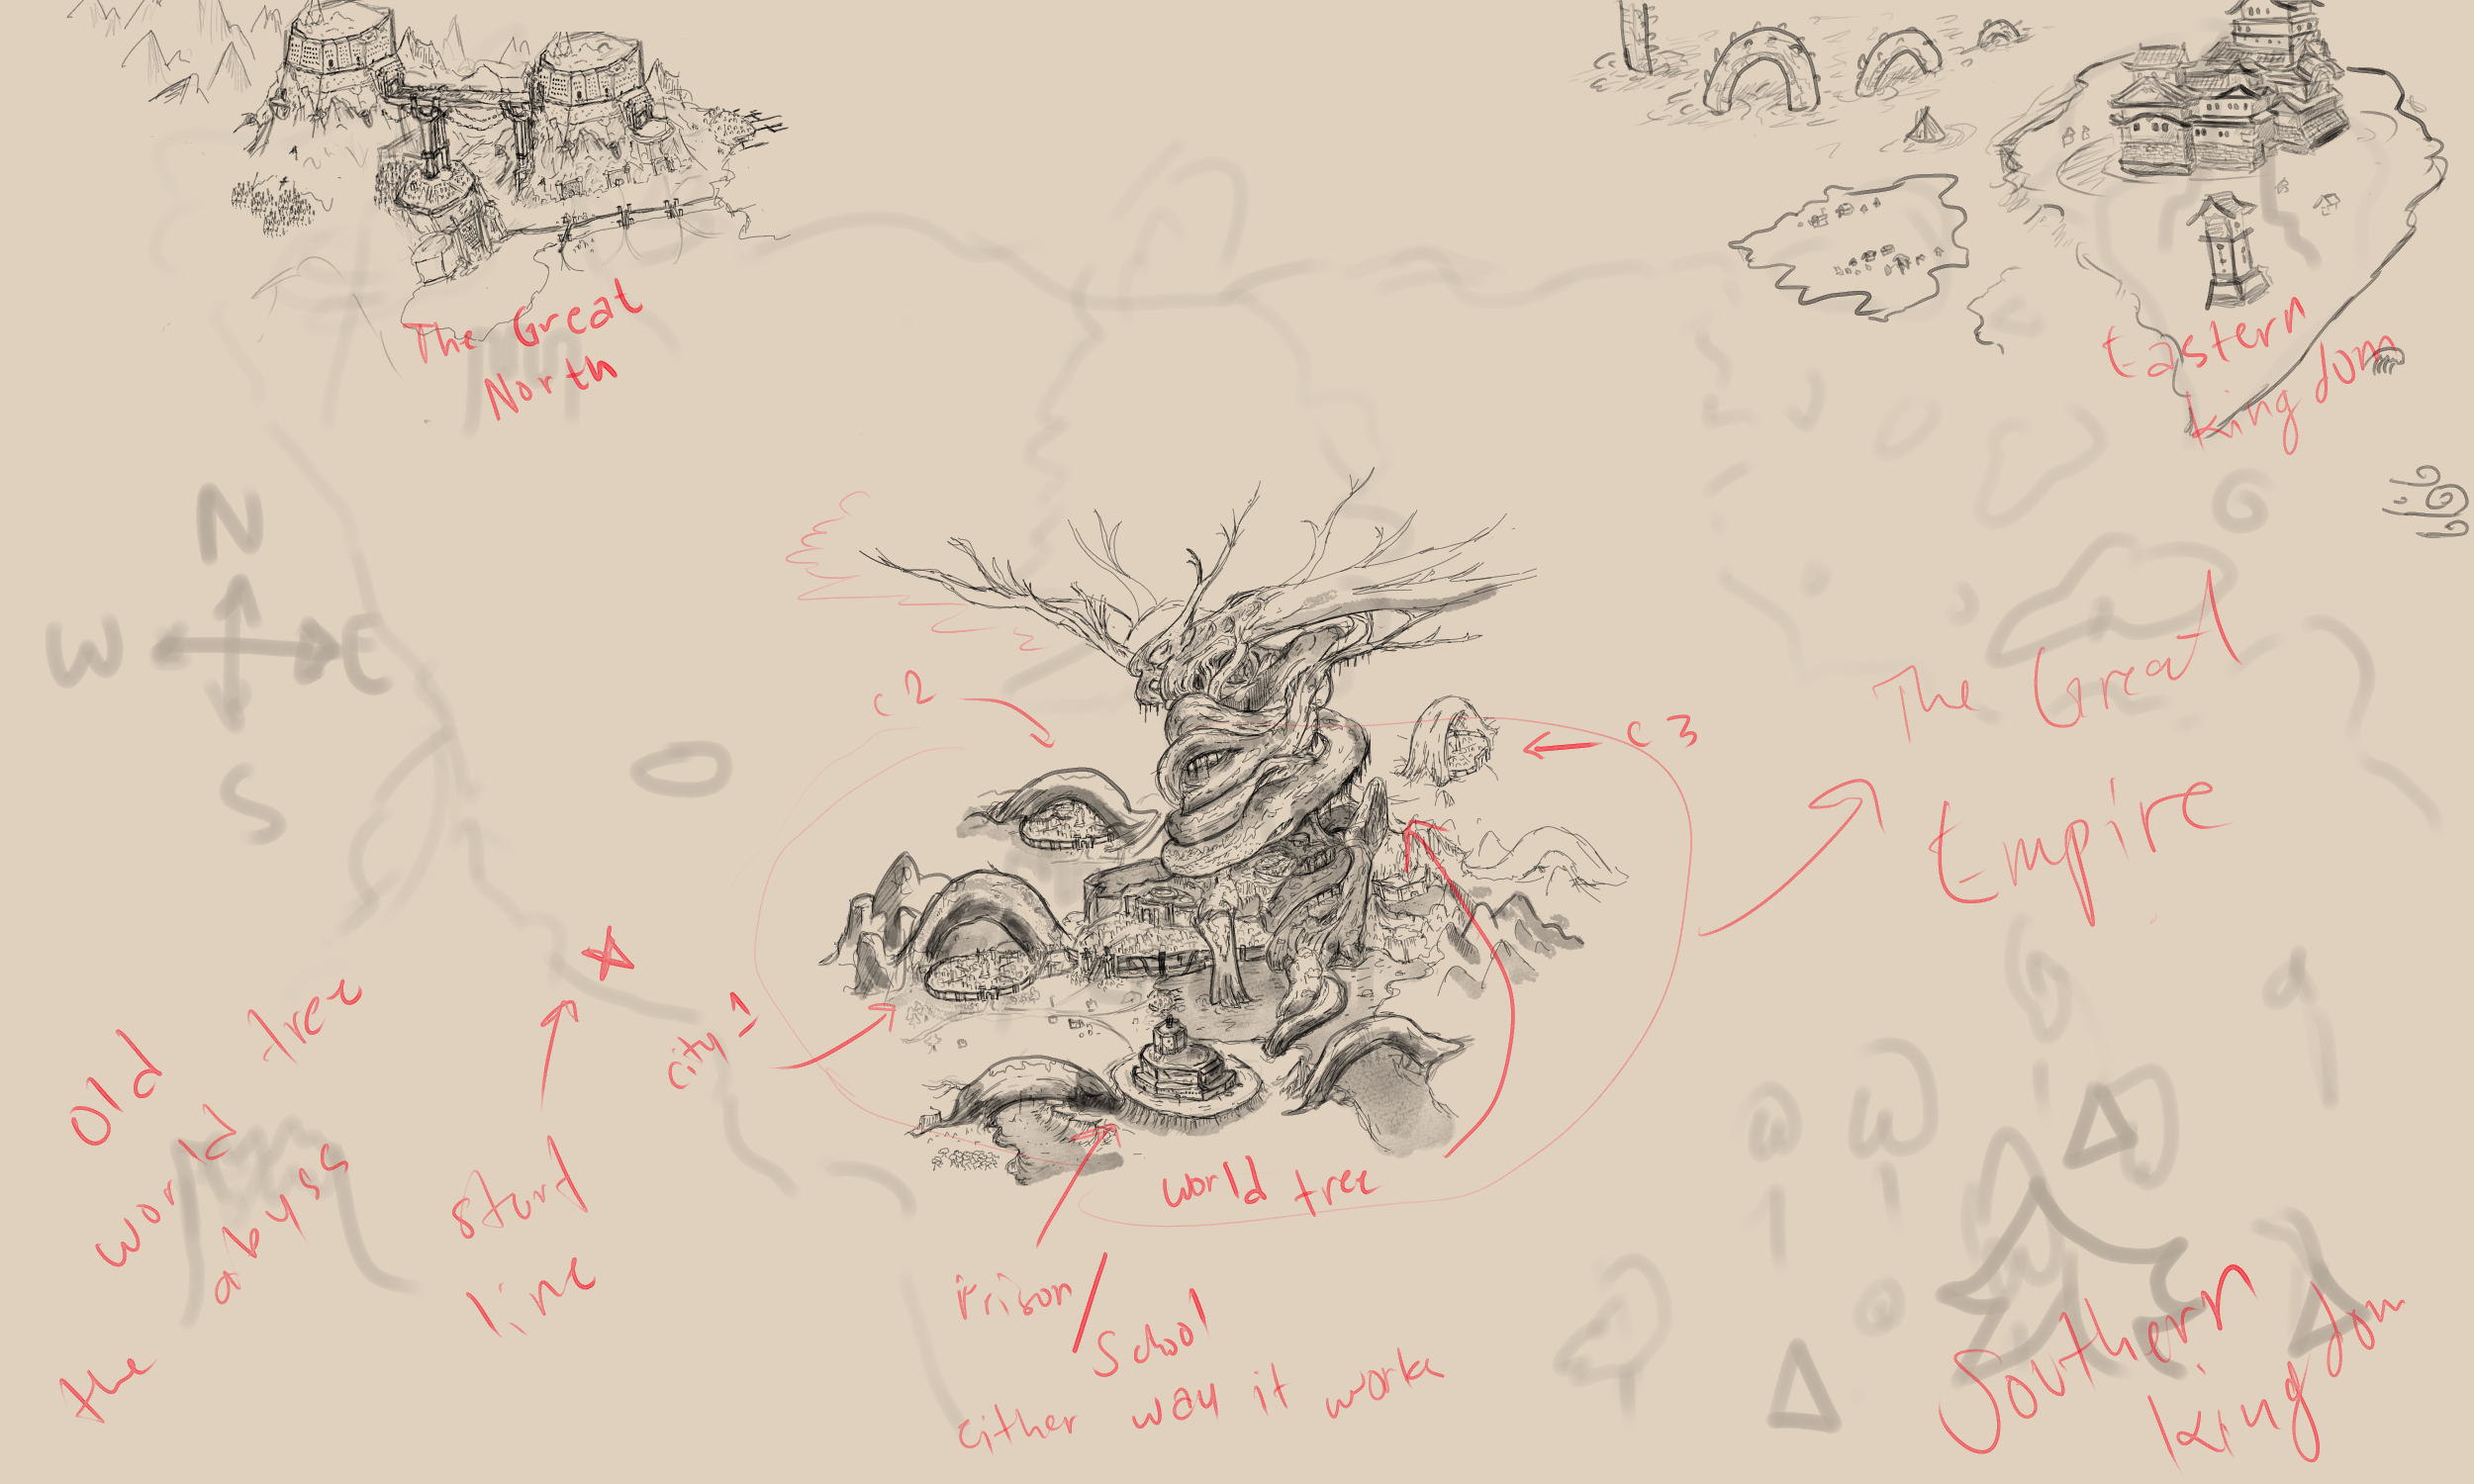 The Great
North
Eastern
kingdom
N
W E
S
c2
c3
The Great
Empire
Old
world tree
the abyss
start
line
city 1
world tree
Prison/
School
either way it works
Southern
kingdom